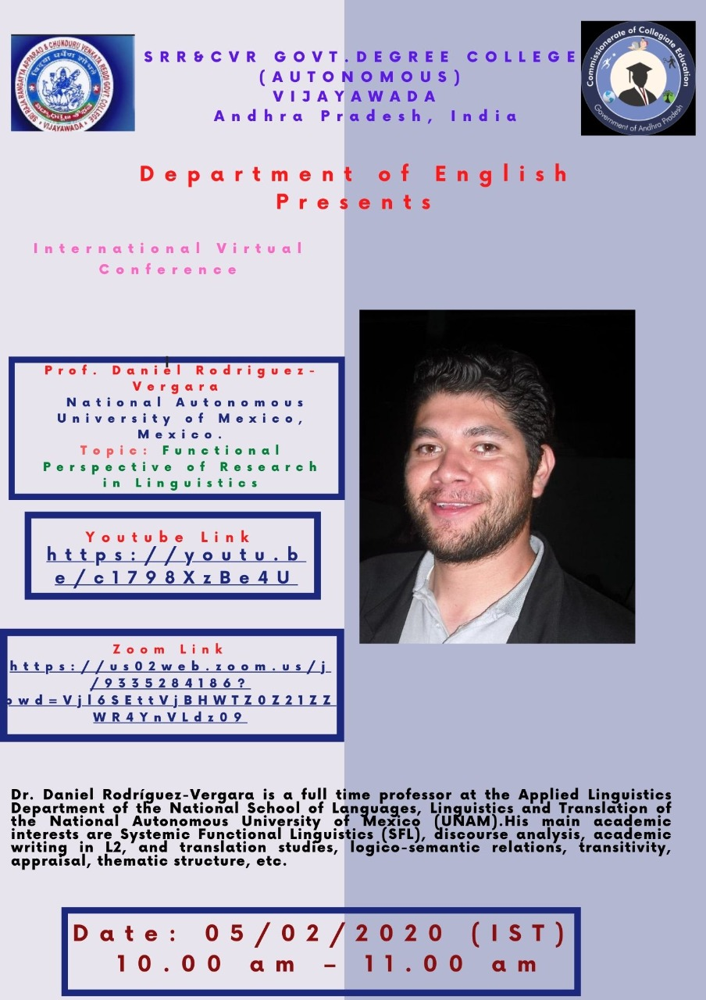 SRR&CVR GOVT.DEGREE COLLEGE
(AUTONOMOUS)
VIJAYAWADA
Andhra Pradesh, India
SRI RAJA RANGAYYA APPARAO & CHUNDURU VENKATA REDDI GOVT. COLLEGE
VIJAYAWADA
Commissionerate of Collegiate Education
Government of Andhra Pradesh
Department of English
Presents
International Virtual
Conference
Prof. Daniel Rodriguez-
Vergara
National Autonomous
University of Mexico,
Mexico.
Topic: Functional
Perspective of Research
in Linguistics
Youtube Link
https://youtu.b
e/c1798XzBe4U
Zoom Link
https://us02web.zoom.us/j
/9335284186?
pwd=Vjl6SEttVjBHWTZ0Z21ZZ
WR4YnVLdz09
Dr. Daniel Rodríguez-Vergara is a full time professor at the Applied Linguistics
Department of the National School of Languages, Linguistics and Translation of
the National Autonomous University of Mexico (UNAM).His main academic
interests are Systemic Functional Linguistics (SFL), discourse analysis, academic
writing in L2, and translation studies, logico-semantic relations, transitivity,
appraisal, thematic structure, etc.
Date: 05/02/2020 (IST)
10.00 am – 11.00 am